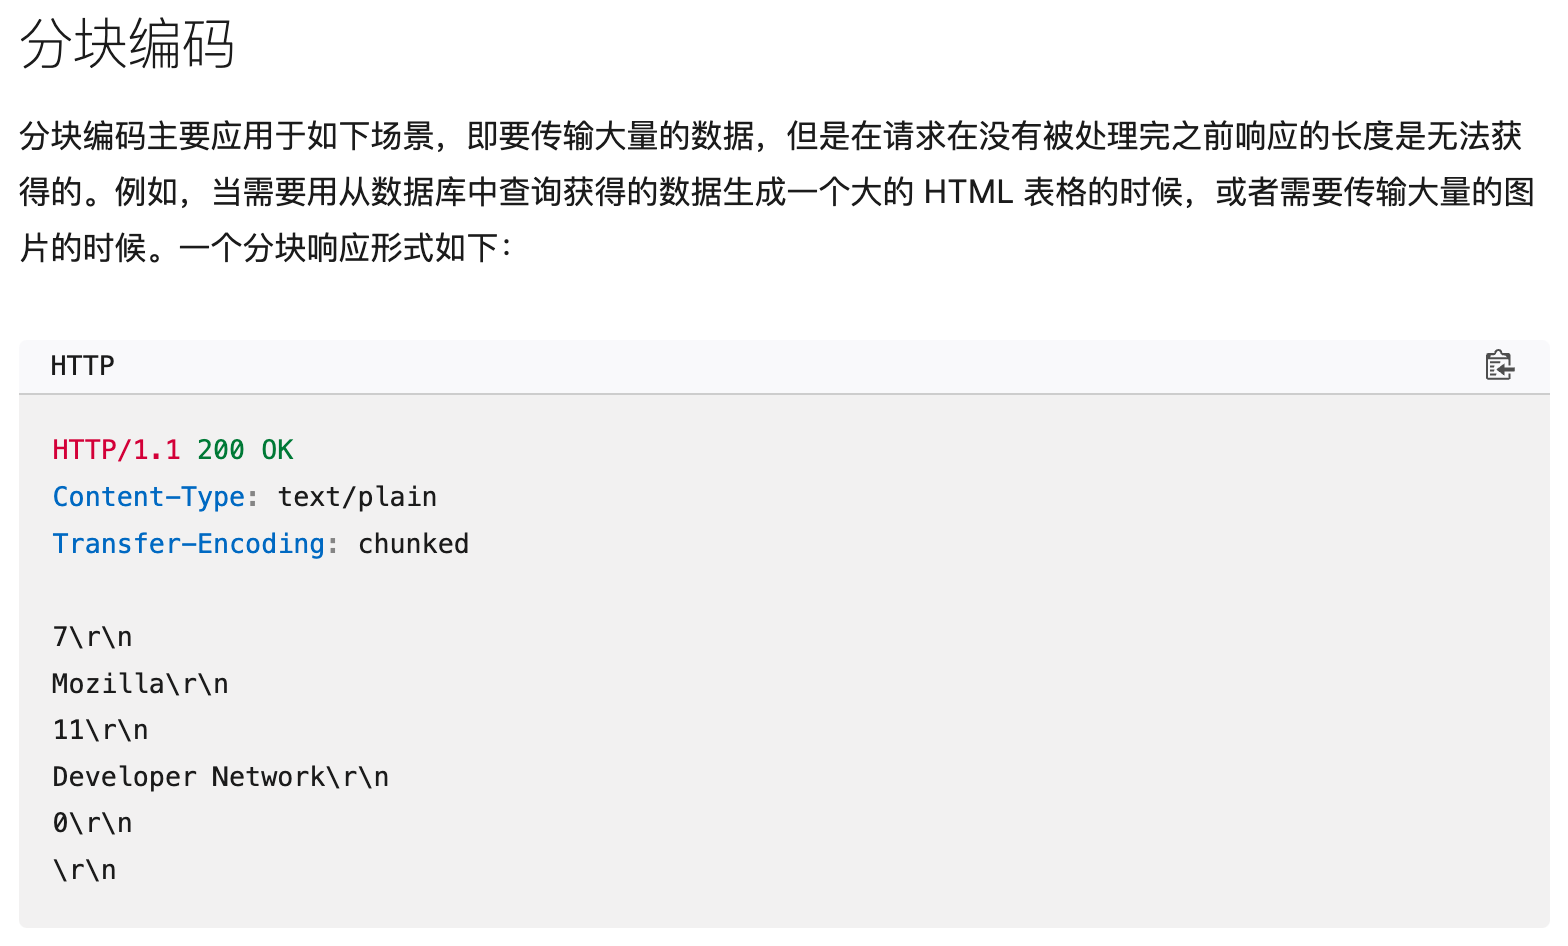 分块编码
分块编码主要应用于如下场景，即要传输大量的数据，但是在请求在没有被处理完之前响应的长度是无法获
得的。例如，当需要用从数据库中查询获得的数据生成一个大的 HTML 表格的时候，或者需要传输大量的图
片的时候。一个分块响应形式如下：
HTTP
HTTP/1.1 200 OK
Content-Type: text/plain
Transfer-Encoding: chunked
7\r\n
Mozilla\r\n
11\r\n
Developer Network\r\n
0\r\n
\r\n